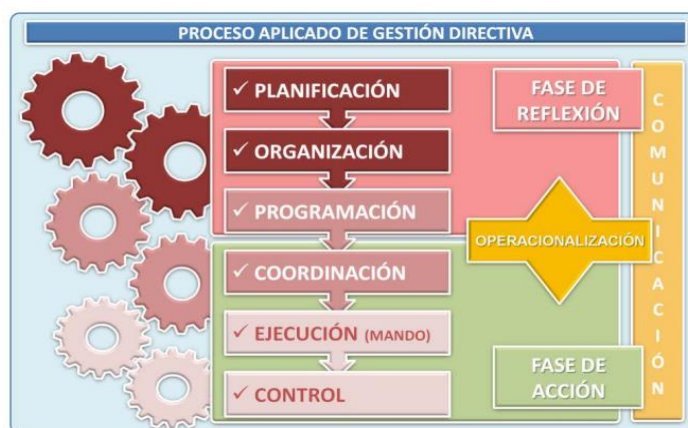 PROCESO APLICADO DE GESTIÓN DIRECTIVA
✓ PLANIFICACIÓN
FASE DE
REFLEXIÓN
✓ ORGANIZACIÓN
✓ PROGRAMACIÓN
OPERACIONALIZACIÓN
✓ COORDINACIÓN
✓ EJECUCIÓN (MANDO)
FASE DE
ACCIÓN
✓ CONTROL
COMUNICACIÓN